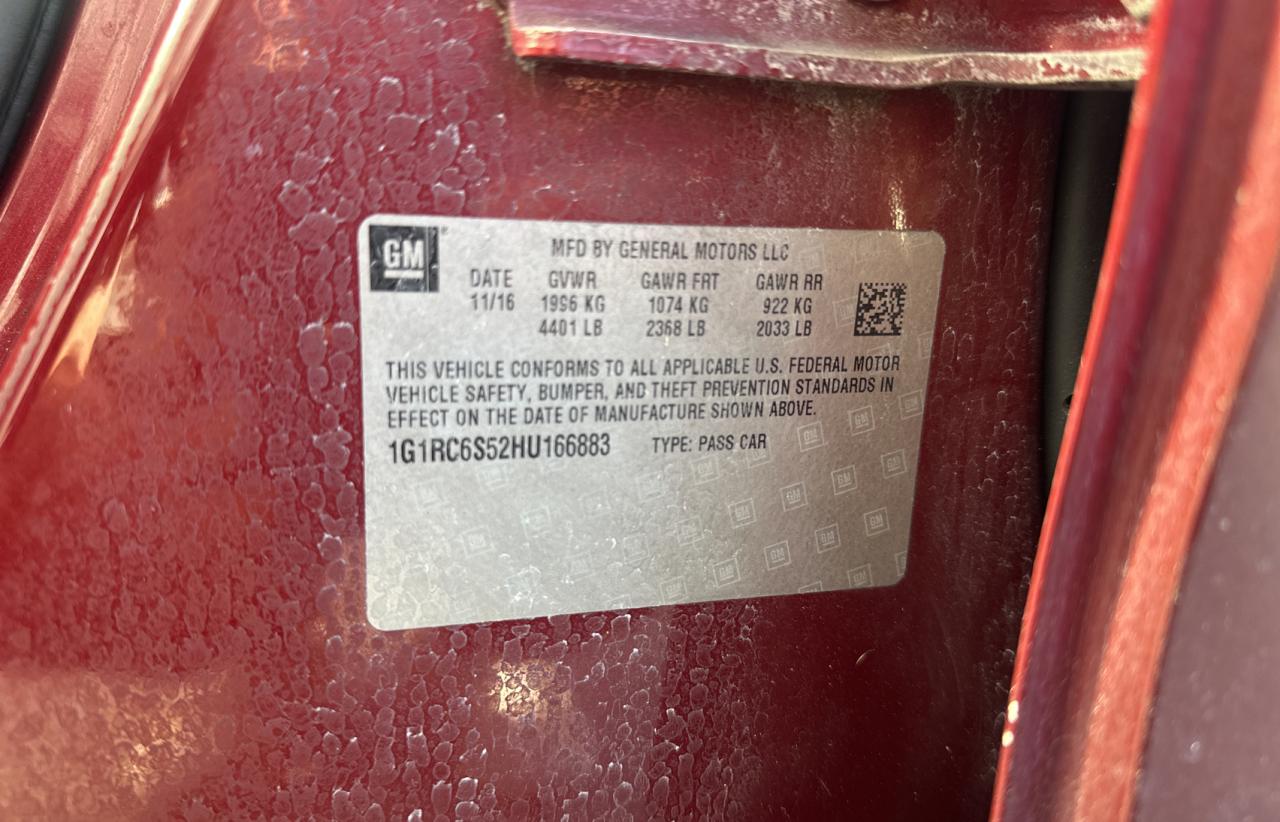 GM
MFD BY GENERAL MOTORS LLC
DATE GVWR GAWR FRT GAWR RR
11/16 1996 KG 1074 KG 922 KG
4401 LB 2368 LB 2033 LB
THIS VEHICLE CONFORMS TO ALL APPLICABLE U.S. FEDERAL MOTOR
VEHICLE SAFETY, BUMPER, AND THEFT PREVENTION STANDARDS IN
EFFECT ON THE DATE OF MANUFACTURE SHOWN ABOVE.
1G1RC6S52HU166883 TYPE: PASS CAR